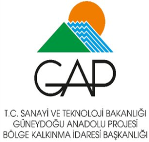 GAP
T.C. SANAYİ VE TEKNOLOJİ BAKANLIĞI
GÜNEYDOĞU ANADOLU PROJESİ
BÖLGE KALKINMA İDARESİ BAŞKANLIĞI